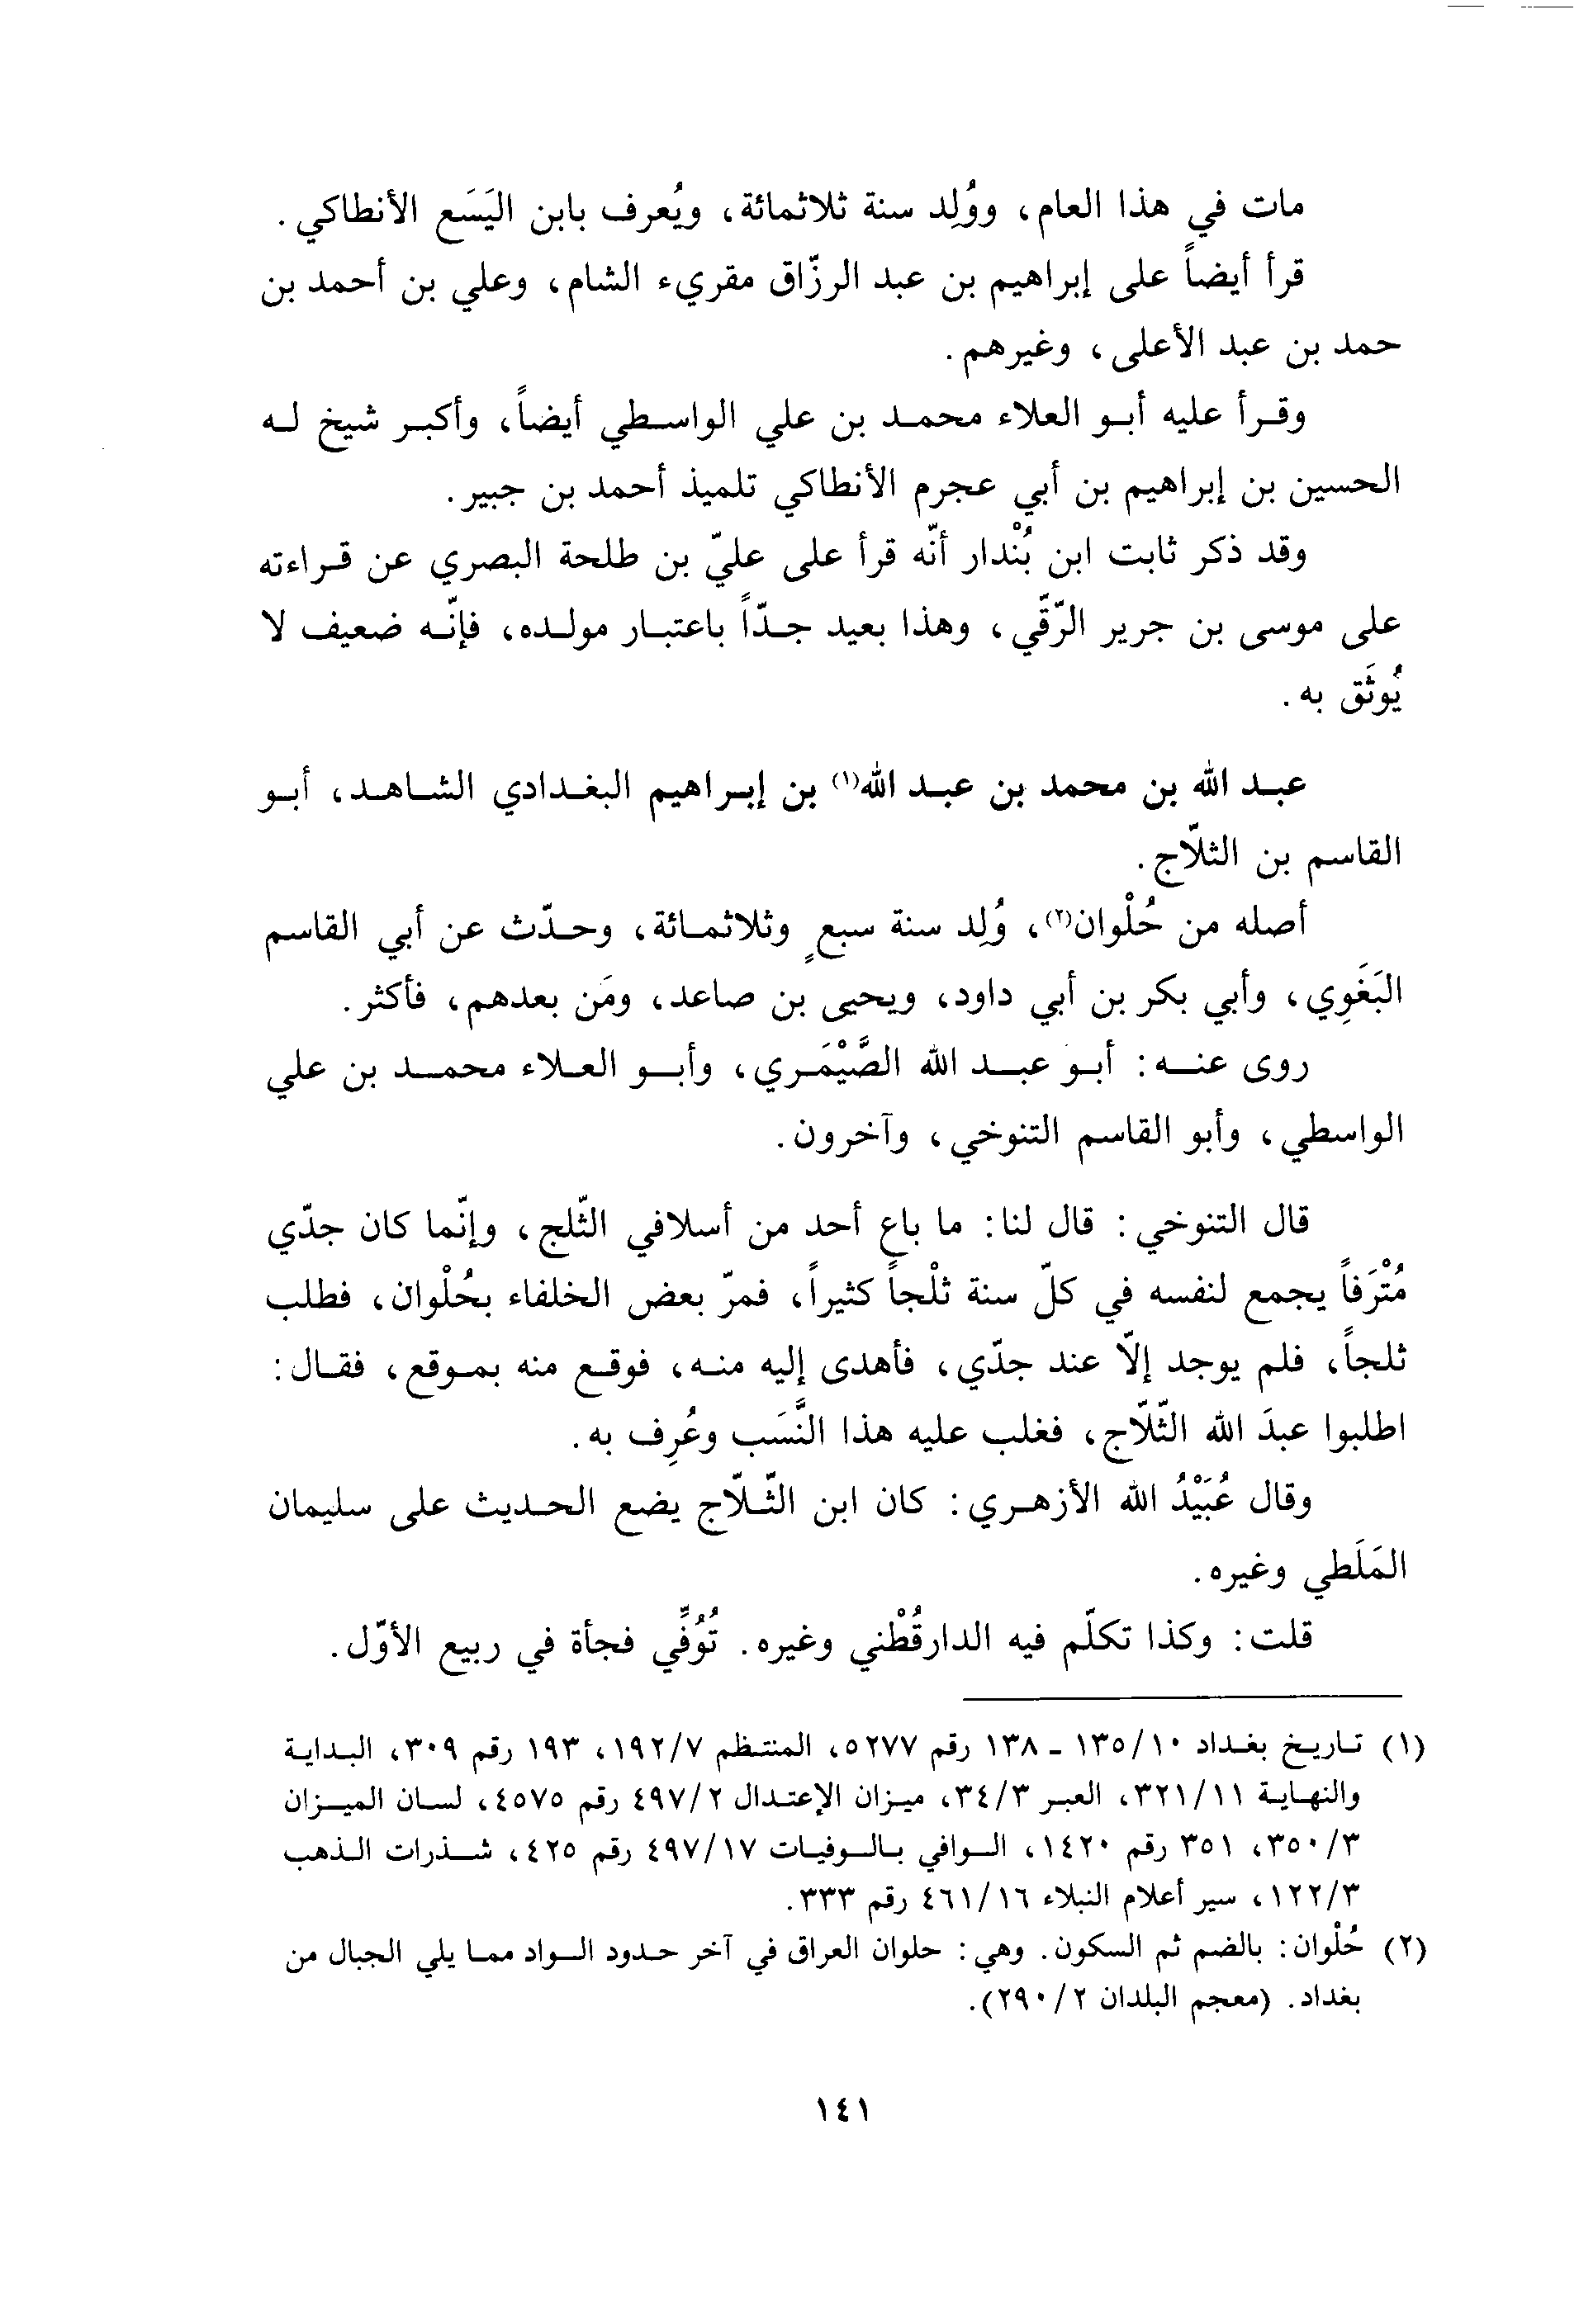 مات في هذا العام، ووُلِد سنة ثلاثمائة، ويُعرف بابن اليَسَع الأنطاكي.
قرأ أيضاً على إبراهيم بن عبد الرزّاق مقريء الشام، وعلي بن أحمد بن
حمد بن عبد الأعلى، وغيرهم.
وقرأ عليه أبو العلاء محمد بن علي الواسطي أيضاً، وأكبر شيخ له
الحسين بن إبراهيم بن أبي عجرم الأنطاكي تلميذ أحمد بن جبير.
وقد ذكر ثابت ابن بُنْدار أنّه قرأ على عليّ بن طلحة البصري عن قراءته
على موسى بن جرير الرّقّي، وهذا بعيد جدّاً باعتبار مولده، فإنّه ضعيف لا
يُوثَق به.
عبد الله بن محمد بن عبد الله(١) بن إبراهيم البغدادي الشاهد، أبو
القاسم بن الثلّاج.
أصله من حُلْوان(٢)، وُلِد سنة سبعٍ وثلاثمائة، وحدّث عن أبي القاسم
البَغَوِي، وأبي بكر بن أبي داود، ويحيى بن صاعد، ومَن بعدهم، فأكثر.
روى عنه: أبو عبد الله الصَّيْمَري، وأبو العلاء محمد بن علي
الواسطي، وأبو القاسم التنوخي، وآخرون.
قال التنوخي: قال لنا: ما باع أحد من أسلافي الثّلج، وإنّما كان جدّي
مُتْرَفاً يجمع لنفسه في كلّ سنة ثلْجاً كثيراً، فمرّ بعض الخلفاء بحُلْوان، فطلب
ثلجاً، فلم يوجد إلّا عند جدّي، فأهدى إليه منه، فوقع منه بموقع، فقال:
اطلبوا عبدَ الله الثّلّاج، فغلب عليه هذا النَّسَب وعُرِف به.
وقال عُبَيْدُ الله الأزهري: كان ابن الثّلّاج يضع الحديث على سليمان
المَلَطي وغيره.
قلت: وكذا تكلّم فيه الدارقُطْني وغيره. تُوُفِّي فجأة في ربيع الأوّل.
(١) تاريخ بغداد ١٠/١٣٥ - ١٣٨ رقم ٥٢٧٧، المنتظم ٧/١٩٢، ١٩٣ رقم ٣٠٩، البداية
والنهاية ١١/٣٢١، العبر ٣/٣٤، ميزان الإعتدال ٢/٤٩٧ رقم ٤٥٧٥، لسان الميزان
٣/٣٥٠، ٣٥١ رقم ١٤٢٠، الوافي بالوفيات ١٧/٤٩٧ رقم ٤٢٥، شذرات الذهب
٣/١٢٢، سير أعلام النبلاء ١٦/٤٦١ رقم ٣٣٣.
(٢) حُلْوان: بالضم ثم السكون. وهي: حلوان العراق في آخر حدود السواد مما يلي الجبال من
بغداد. (معجم البلدان ٢/٢٩٠).
١٤١